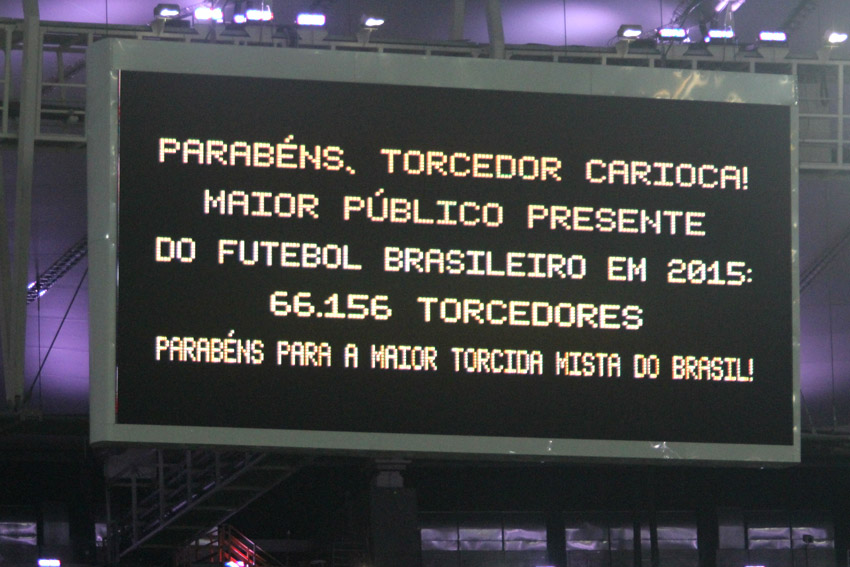 PARABÉNS, TORCEDOR CARIOCA!
MAIOR PÚBLICO PRESENTE
DO FUTEBOL BRASILEIRO EM 2015:
66.156 TORCEDORES
PARABÉNS PARA A MAIOR TORCIDA MISTA DO BRASIL!